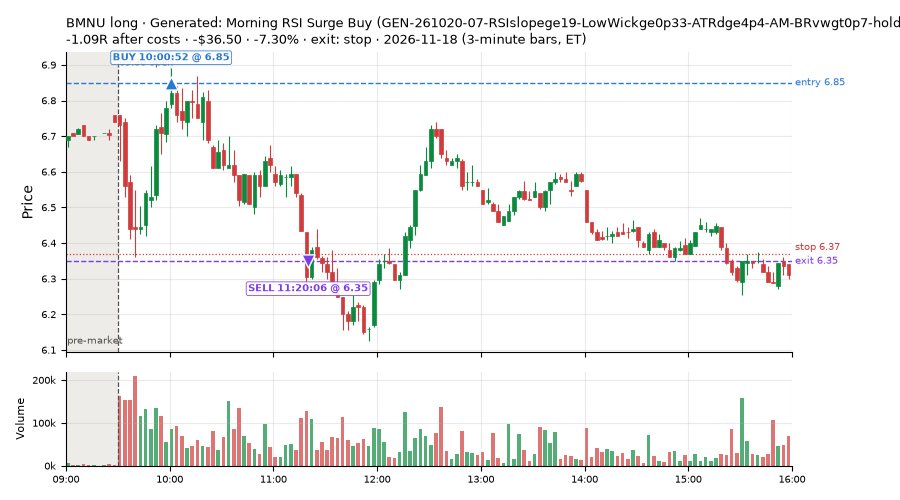 BMNU long · Generated: Morning RSI Surge Buy (GEN-261020-07-RSIslopege19-LowWickge0p33-ATRdge4p4-AM-BRvwgt0p7-hold
-1.09R after costs · -$36.50 · -7.30% · exit: stop · 2026-11-18 (3-minute bars, ET)
BUY 10:00:52 @ 6.85
entry 6.85
stop 6.37
exit 6.35
SELL 11:20:06 @ 6.35
pre-market
Price
6.9
6.8
6.7
6.6
6.5
6.4
6.3
6.2
6.1
Volume
200k
100k
0k
09:00 10:00 11:00 12:00 13:00 14:00 15:00 16:00